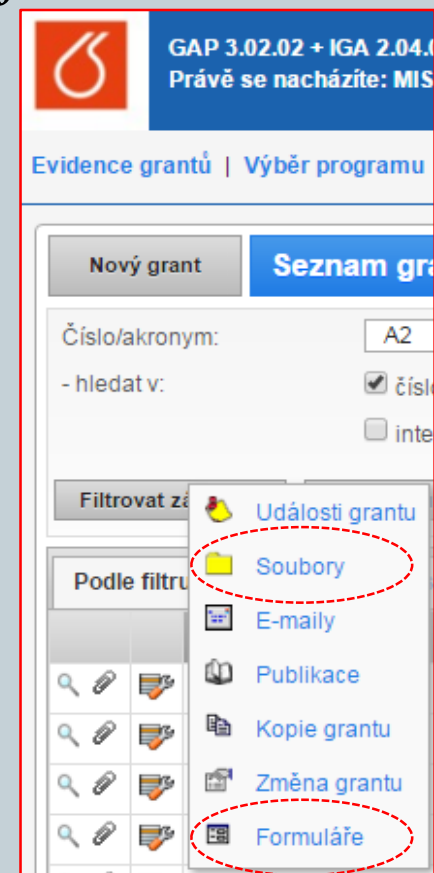 GAP 3.02.02 + IGA 2.04.0
Právě se nacházíte: MIS
Evidence grantů | Výběr programu
Nový grant
Seznam gra
Číslo/akronym:
A2
- hledat v:
čísl
inte
Filtrovat zá
Události grantu
Soubory
Podle filtru
E-maily
Publikace
Kopie grantu
Změna grantu
Formuláře